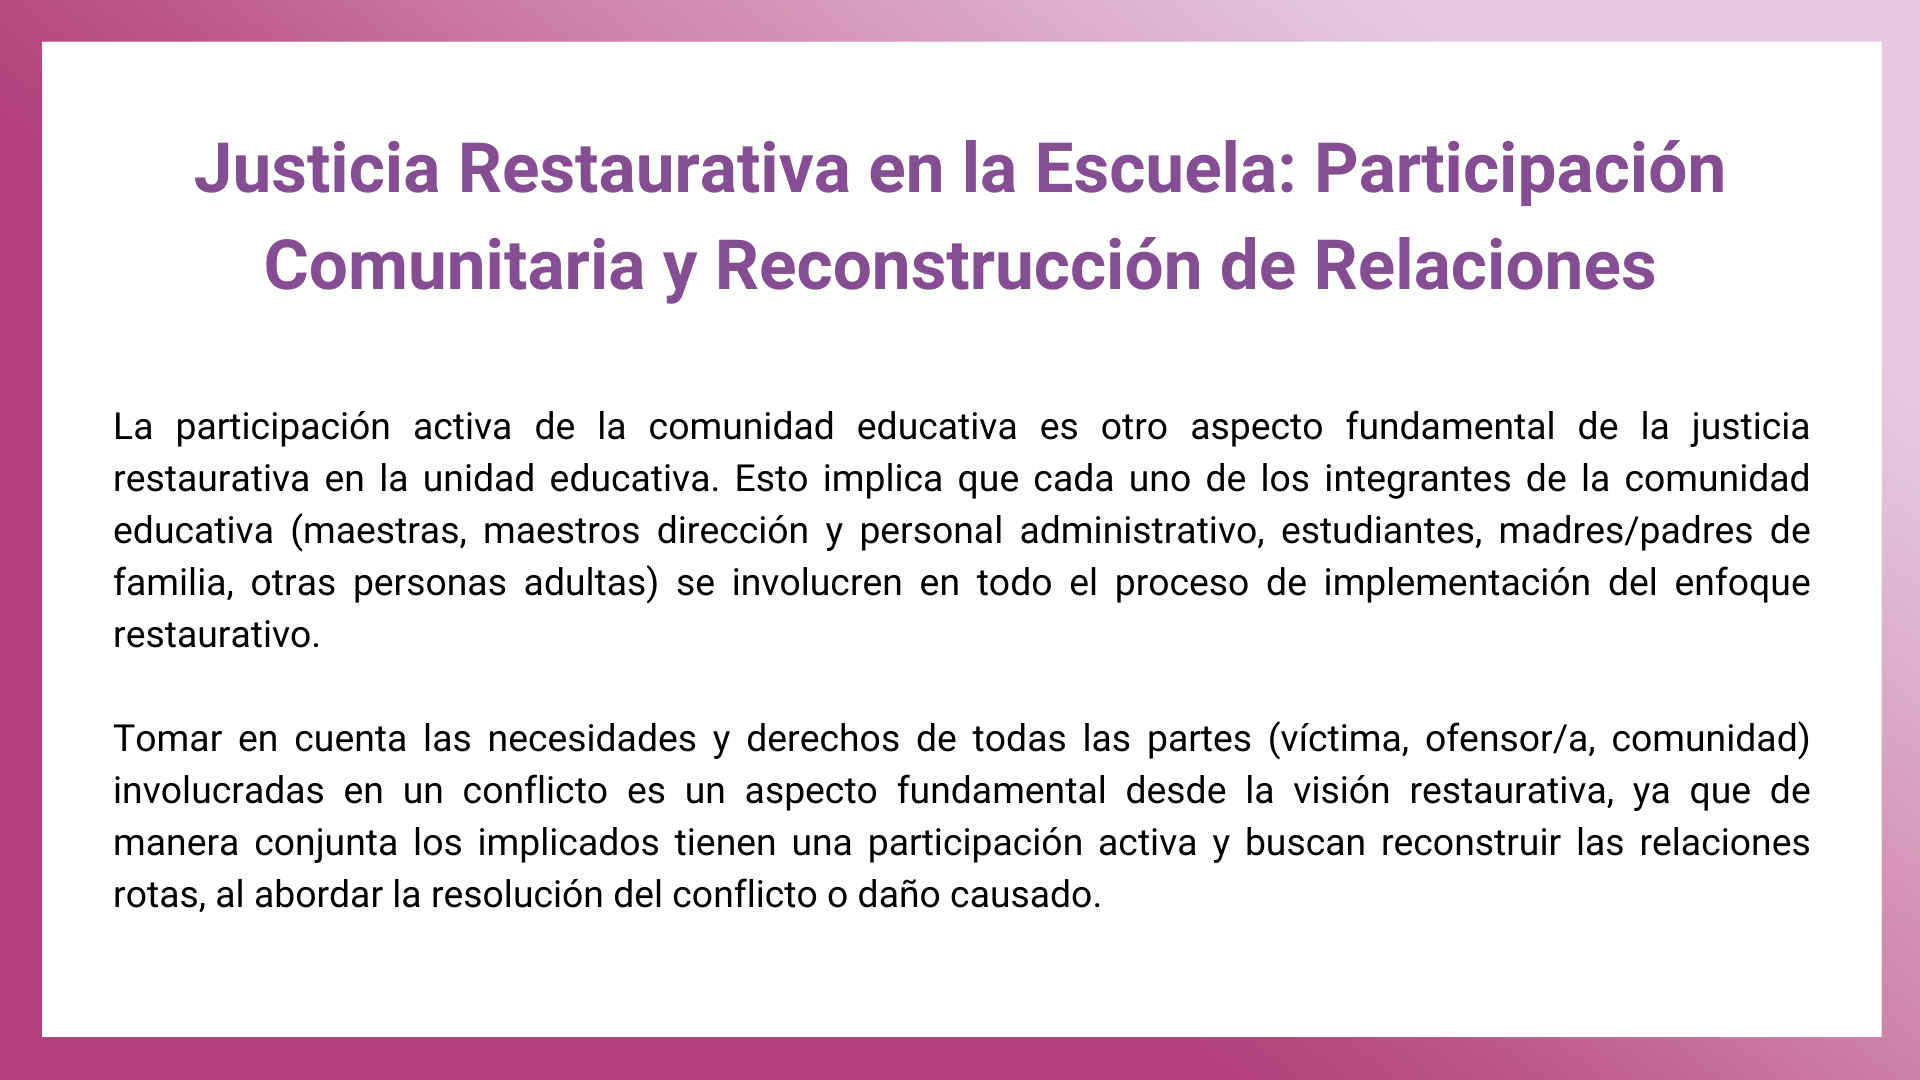 Justicia Restaurativa en la Escuela: Participación
Comunitaria y Reconstrucción de Relaciones
La participación activa de la comunidad educativa es otro aspecto fundamental de la justicia
restaurativa en la unidad educativa. Esto implica que cada uno de los integrantes de la comunidad
educativa (maestras, maestros dirección y personal administrativo, estudiantes, madres/padres de
familia, otras personas adultas) se involucren en todo el proceso de implementación del enfoque
restaurativo.
Tomar en cuenta las necesidades y derechos de todas las partes (víctima, ofensor/a, comunidad)
involucradas en un conflicto es un aspecto fundamental desde la visión restaurativa, ya que de
manera conjunta los implicados tienen una participación activa y buscan reconstruir las relaciones
rotas, al abordar la resolución del conflicto o daño causado.